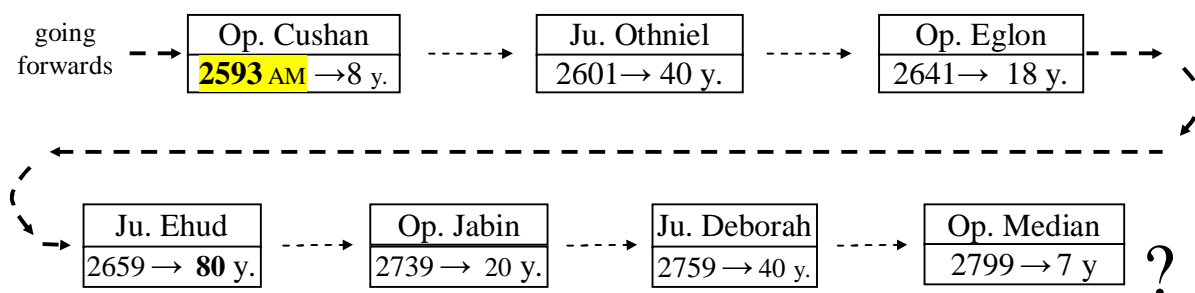 going
forwards
Op. Cushan
2593 AM →8 y.
Ju. Othniel
2601→ 40 y.
Op. Eglon
2641→ 18 y.
Ju. Ehud
2659 → 80 y.
Op. Jabin
2739 → 20 y.
Ju. Deborah
2759 → 40 y.
Op. Median
2799 → 7 y
?